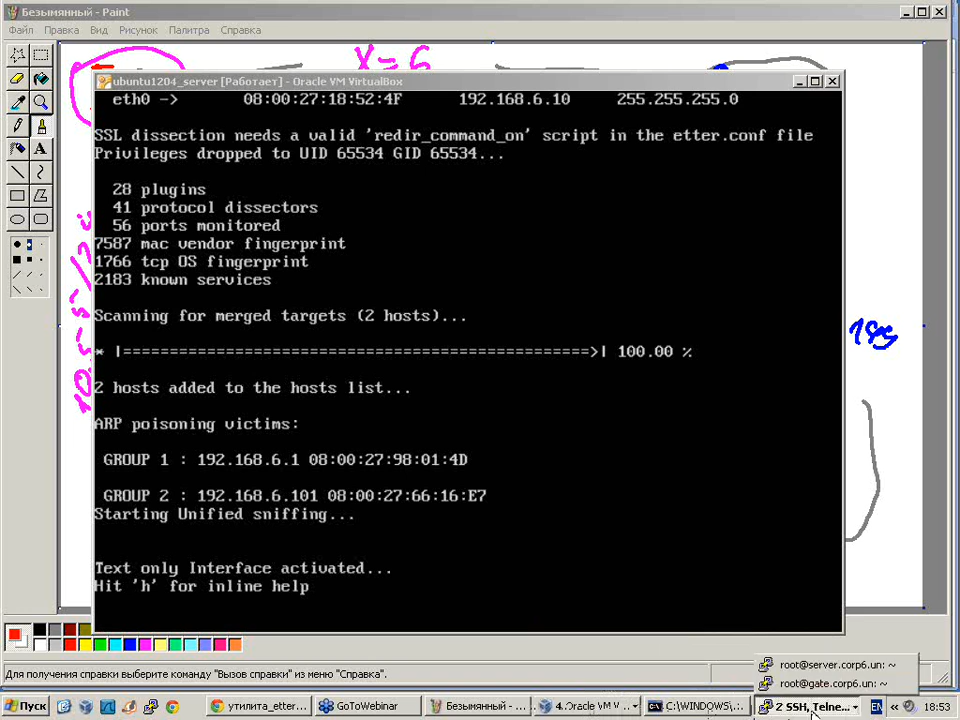 Безымянный - Paint
Файл Правка Вид Рисунок Палитра Справка
X = 6
ubuntu1204_server [Работает] - Oracle VM VirtualBox
eth0 -> 08:00:27:18:52:4F 192.168.6.10 255.255.255.0
SSL dissection needs a valid 'redir_command_on' script in the etter.conf file
Privileges dropped to UID 65534 GID 65534...
28 plugins
41 protocol dissectors
56 ports monitored
7587 mac vendor fingerprint
1766 tcp OS fingerprint
2183 known services
Scanning for merged targets (2 hosts)...
* |==================================================>| 100.00 %
2 hosts added to the hosts list...
ARP poisoning victims:
GROUP 1 : 192.168.6.1 08:00:27:98:01:4D
GROUP 2 : 192.168.6.101 08:00:27:66:16:E7
Starting Unified sniffing...
Text only Interface activated...
Hit 'h' for inline help
Для получения справки выберите команду "Вызов справки" из меню "Справка".
root@server.corp6.un: ~
root@gate.corp6.un: ~
Пуск
утилита_etter...
GoToWebinar
Безымянный - ...
4.Oracle VM V...
C:\WINDOWS\...
2 SSH, Telne...
EN
18:53